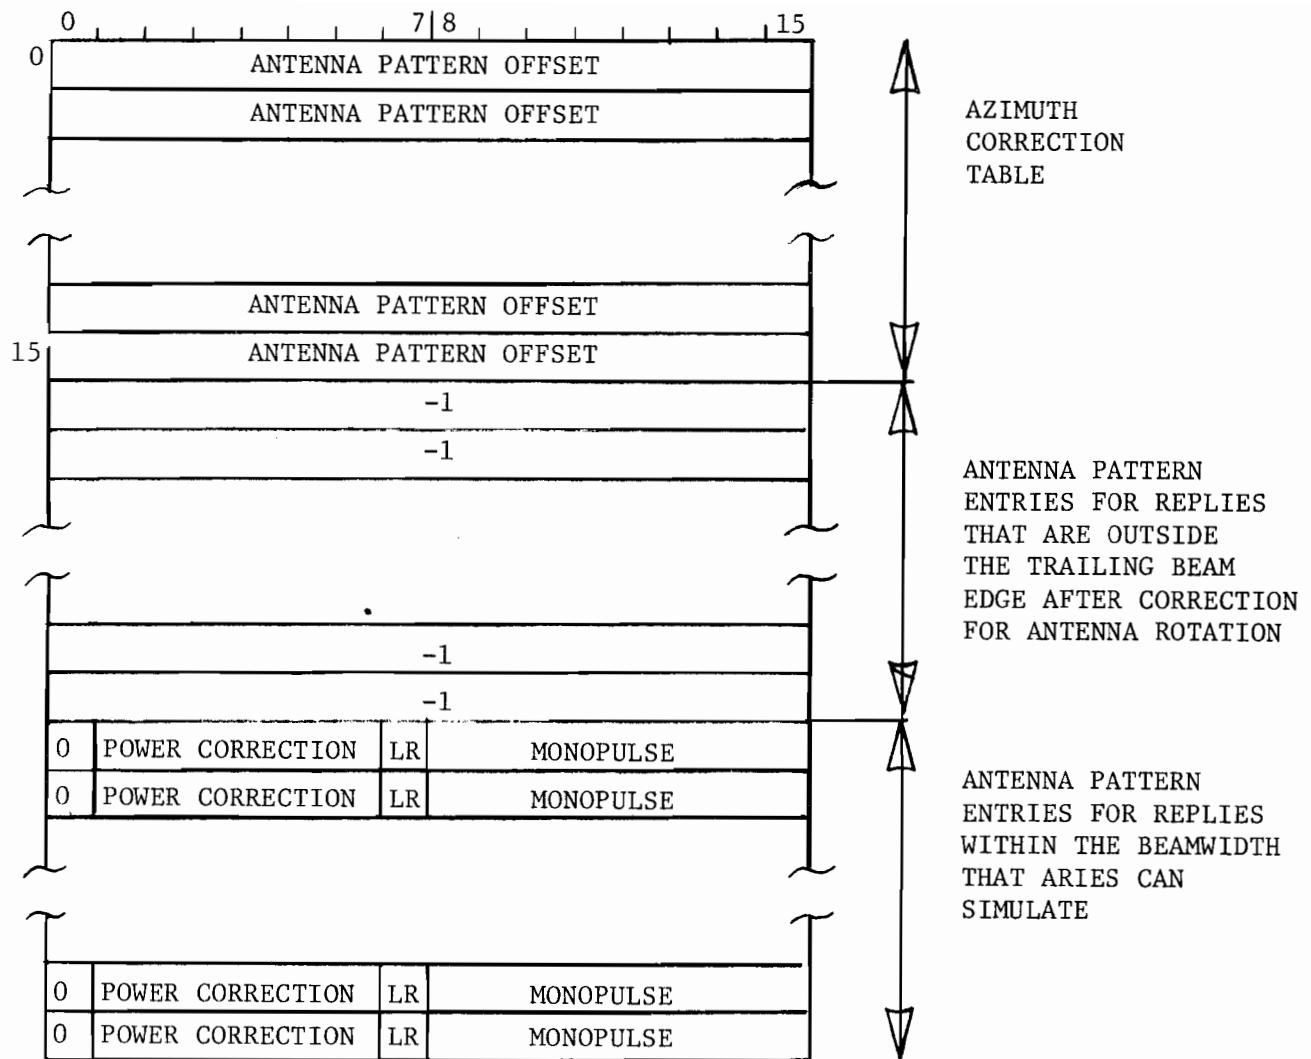 0 7 8 15
0 ANTENNA PATTERN OFFSET
ANTENNA PATTERN OFFSET
AZIMUTH
CORRECTION
TABLE
ANTENNA PATTERN OFFSET
15 ANTENNA PATTERN OFFSET
-1
-1
ANTENNA PATTERN
ENTRIES FOR REPLIES
THAT ARE OUTSIDE
THE TRAILING BEAM
EDGE AFTER CORRECTION
FOR ANTENNA ROTATION
-1
-1
0 POWER CORRECTION LR MONOPULSE
0 POWER CORRECTION LR MONOPULSE
ANTENNA PATTERN
ENTRIES FOR REPLIES
WITHIN THE BEAMWIDTH
THAT ARIES CAN
SIMULATE
0 POWER CORRECTION LR MONOPULSE
0 POWER CORRECTION LR MONOPULSE